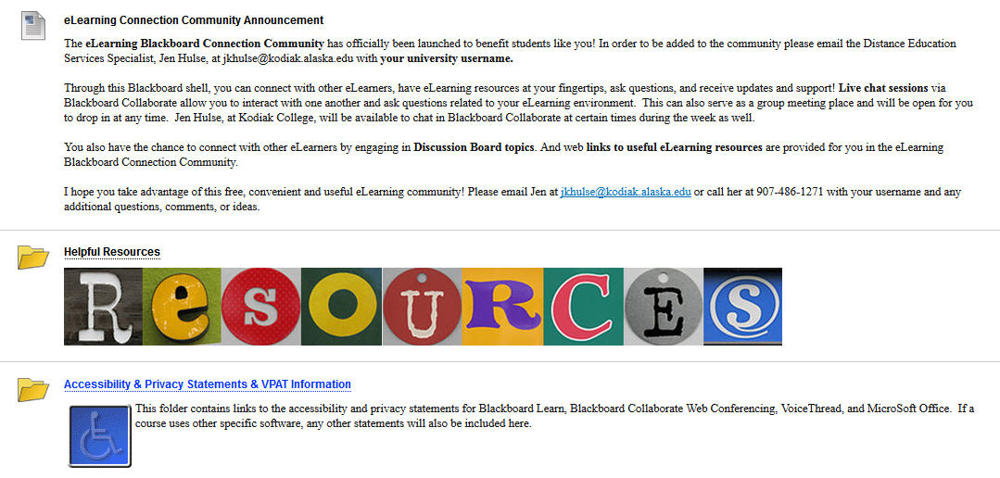 eLearning Connection Community Announcement
The eLearning Blackboard Connection Community has officially been launched to benefit students like you! In order to be added to the community please email the Distance Education
Services Specialist, Jen Hulse, at jkhulse@kodiak.alaska.edu with your university username.
Through this Blackboard shell, you can connect with other eLearners, have eLearning resources at your fingertips, ask questions, and receive updates and support! Live chat sessions via
Blackboard Collaborate allow you to interact with one another and ask questions related to your eLearning environment.  This can also serve as a group meeting place and will be open for you
to drop in at any time.  Jen Hulse, at Kodiak College, will be available to chat in Blackboard Collaborate at certain times during the week as well.
You also have the chance to connect with other eLearners by engaging in Discussion Board topics. And web links to useful eLearning resources are provided for you in the eLearning
Blackboard Connection Community.
I hope you take advantage of this free, convenient and useful eLearning community! Please email Jen at jkhulse@kodiak.alaska.edu or call her at 907-486-1271 with your username and any
additional questions, comments, or ideas.
Helpful Resources
ReSOURCES
Accessibility & Privacy Statements & VPAT Information
This folder contains links to the accessibility and privacy statements for Blackboard Learn, Blackboard Collaborate Web Conferencing, VoiceThread, and MicroSoft Office.  If a
course uses other specific software, any other statements will also be included here.